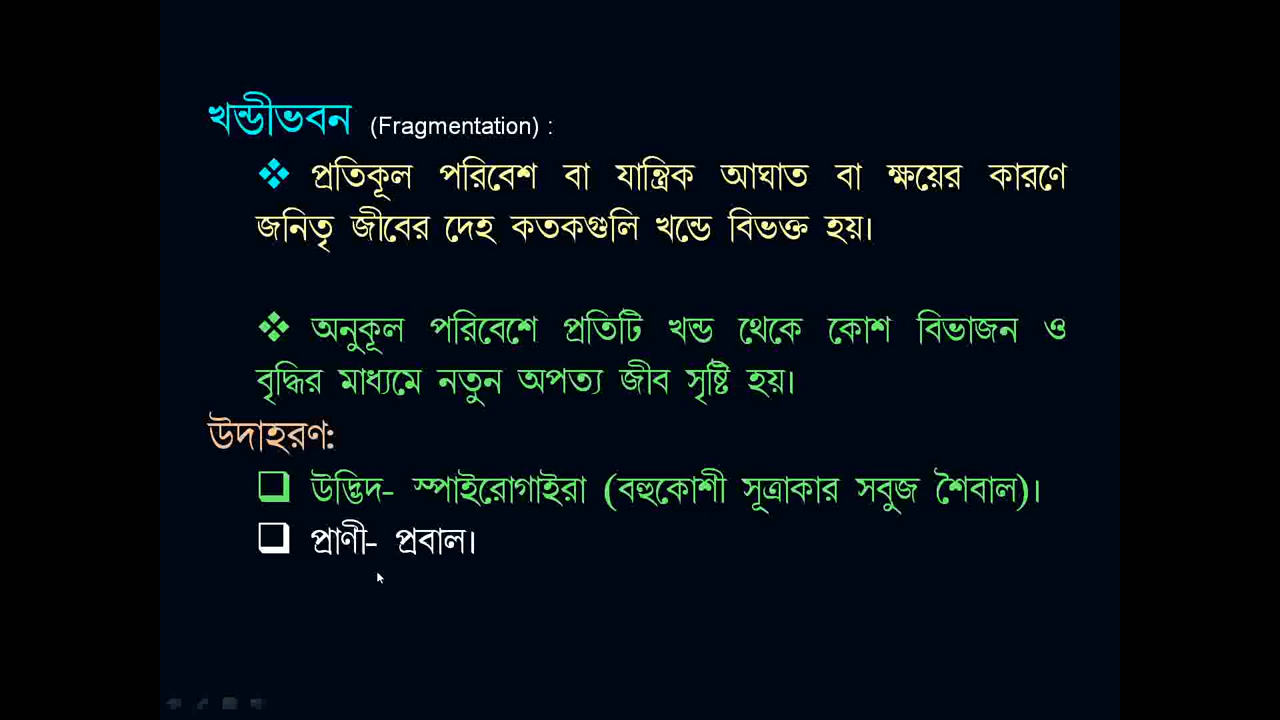 খন্ডীভবন (Fragmentation) :
❖ প্রতিকূল পরিবেশ বা যান্ত্রিক আঘাত বা ক্ষয়ের কারণে
জনিতৃ জীবের দেহ কতকগুলি খন্ডে বিভক্ত হয়।
❖ অনুকূল পরিবেশে প্রতিটি খন্ড থেকে কোশ বিভাজন ও
বৃদ্ধির মাধ্যমে নতুন অপত্য জীব সৃষ্টি হয়।
উদাহরণ:
❑ উদ্ভিদ- স্পাইরোগাইরা (বহুকোশী সূত্রাকার সবুজ শৈবাল)।
❑ প্রাণী- প্রবাল।